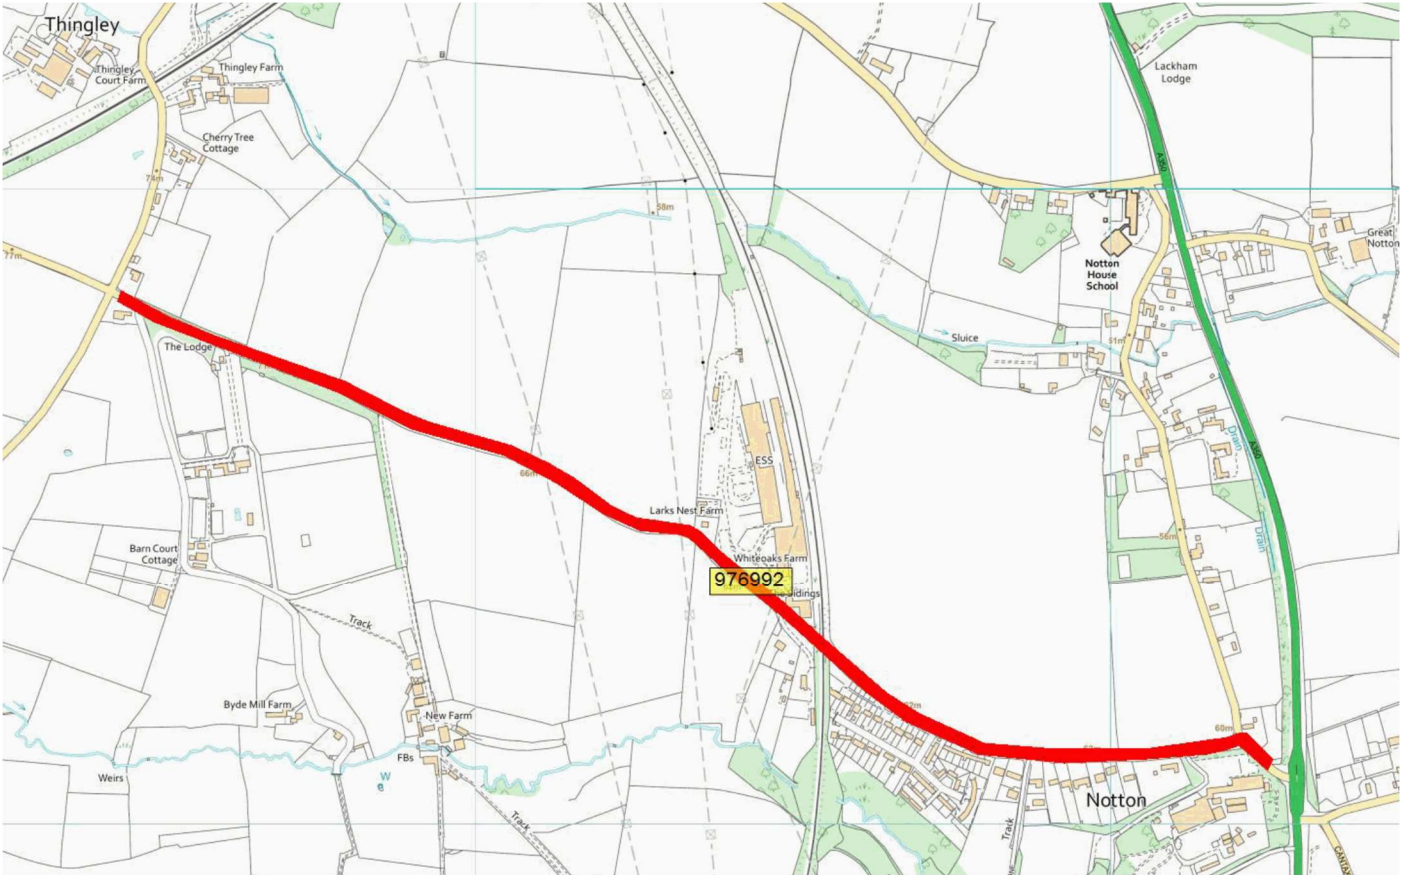 Thingley
Thingley
Court Farm
Thingley Farm
Lackham
Lodge
Cherry Tree
Cottage
A350
74m
58m
77m
Great
Notton
Notton
House
School
51m
Sluice
The Lodge
Drain
A350
ESS
66m
Larks Nest Farm
Drain
56m
Barn Court
Cottage
Whiteoaks Farm
976992
Sidings
Track
Byde Mill Farm
New Farm
60m
FBs
Weirs
W
Notton
Track
Track